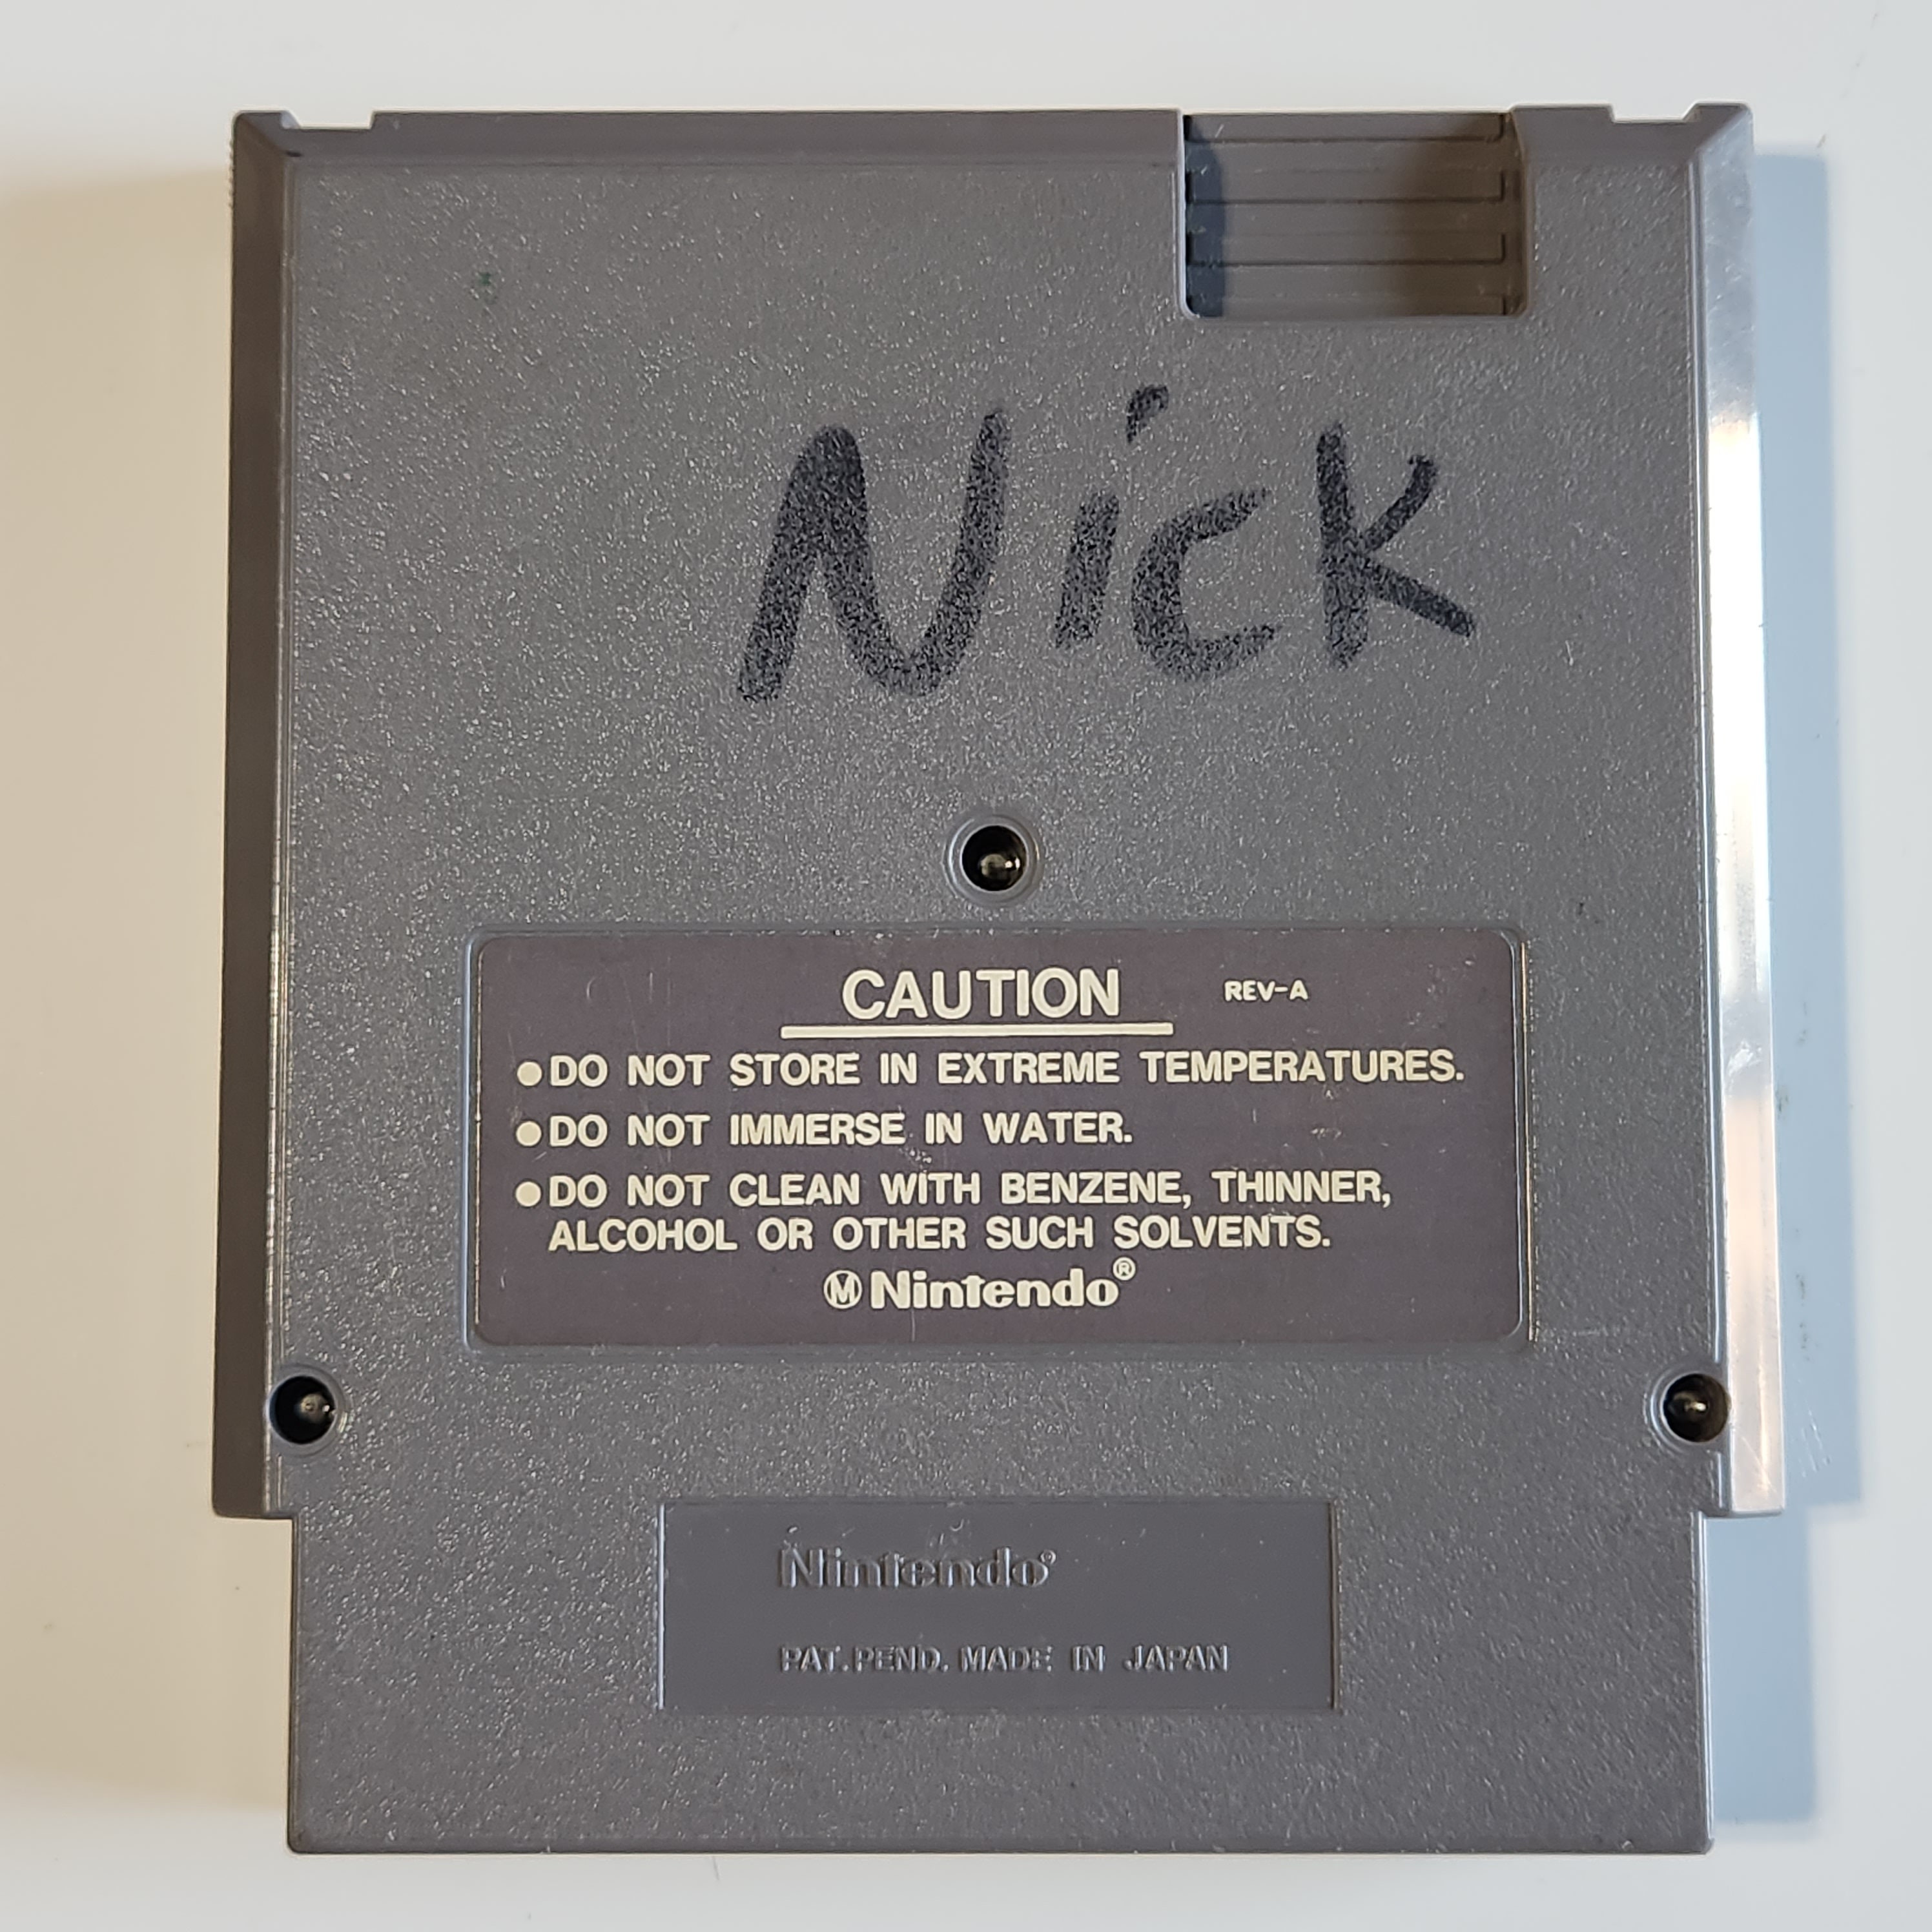 Nick
CAUTION REV-A
●DO NOT STORE IN EXTREME TEMPERATURES.
●DO NOT IMMERSE IN WATER.
●DO NOT CLEAN WITH BENZENE, THINNER,
ALCOHOL OR OTHER SUCH SOLVENTS.
Ⓜ Nintendo®
Nintendo®
PAT.PEND. MADE IN JAPAN